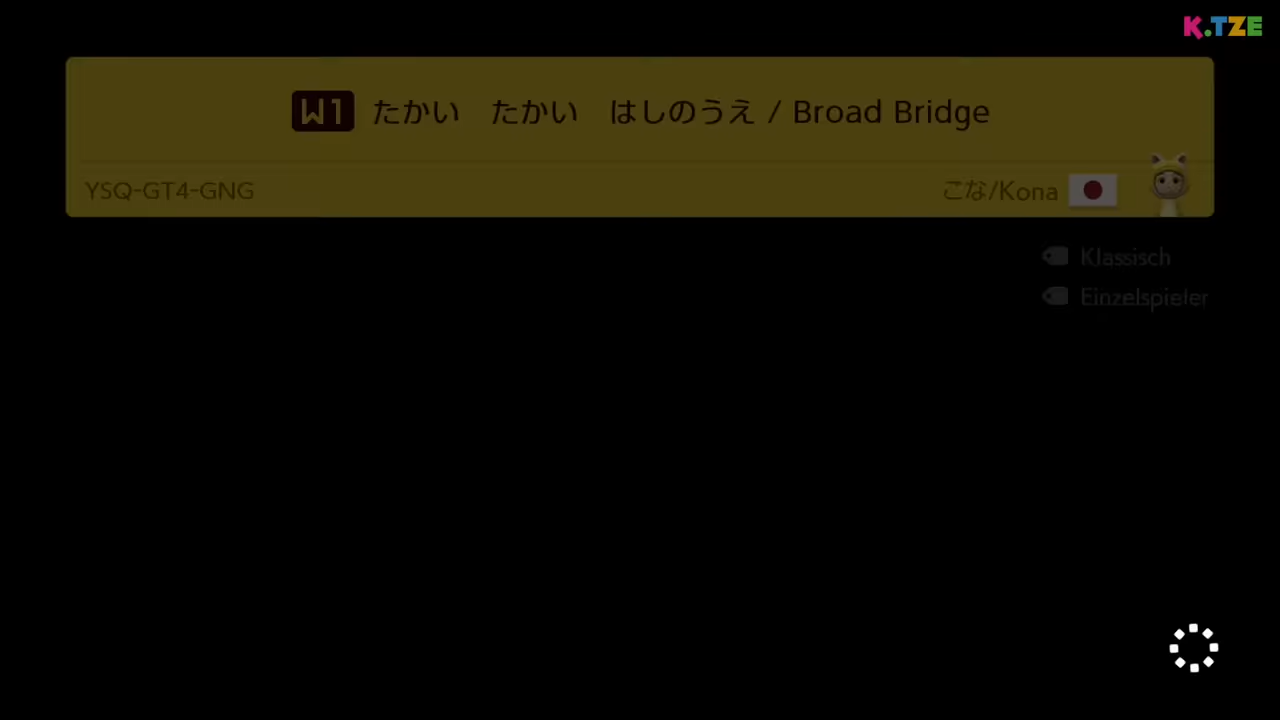 K.TZE
W1 たかい　たかい　はしのうえ / Broad Bridge
YSQ-GT4-GNG
こな/Kona
Klassisch
Einzelspieler